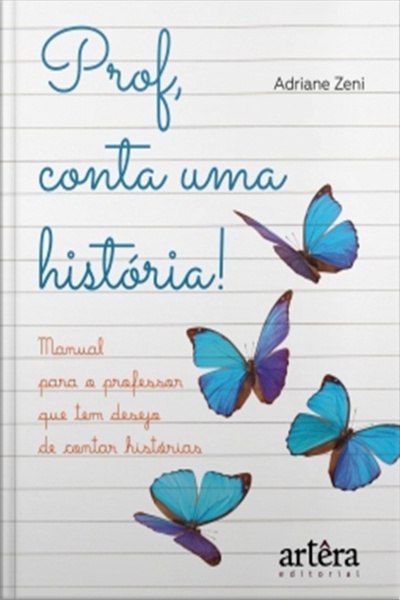 Prof,
Adriane Zeni
conta uma
história!
Manual
para o professor
que tem desejo
de contar histórias
artêra
editorial